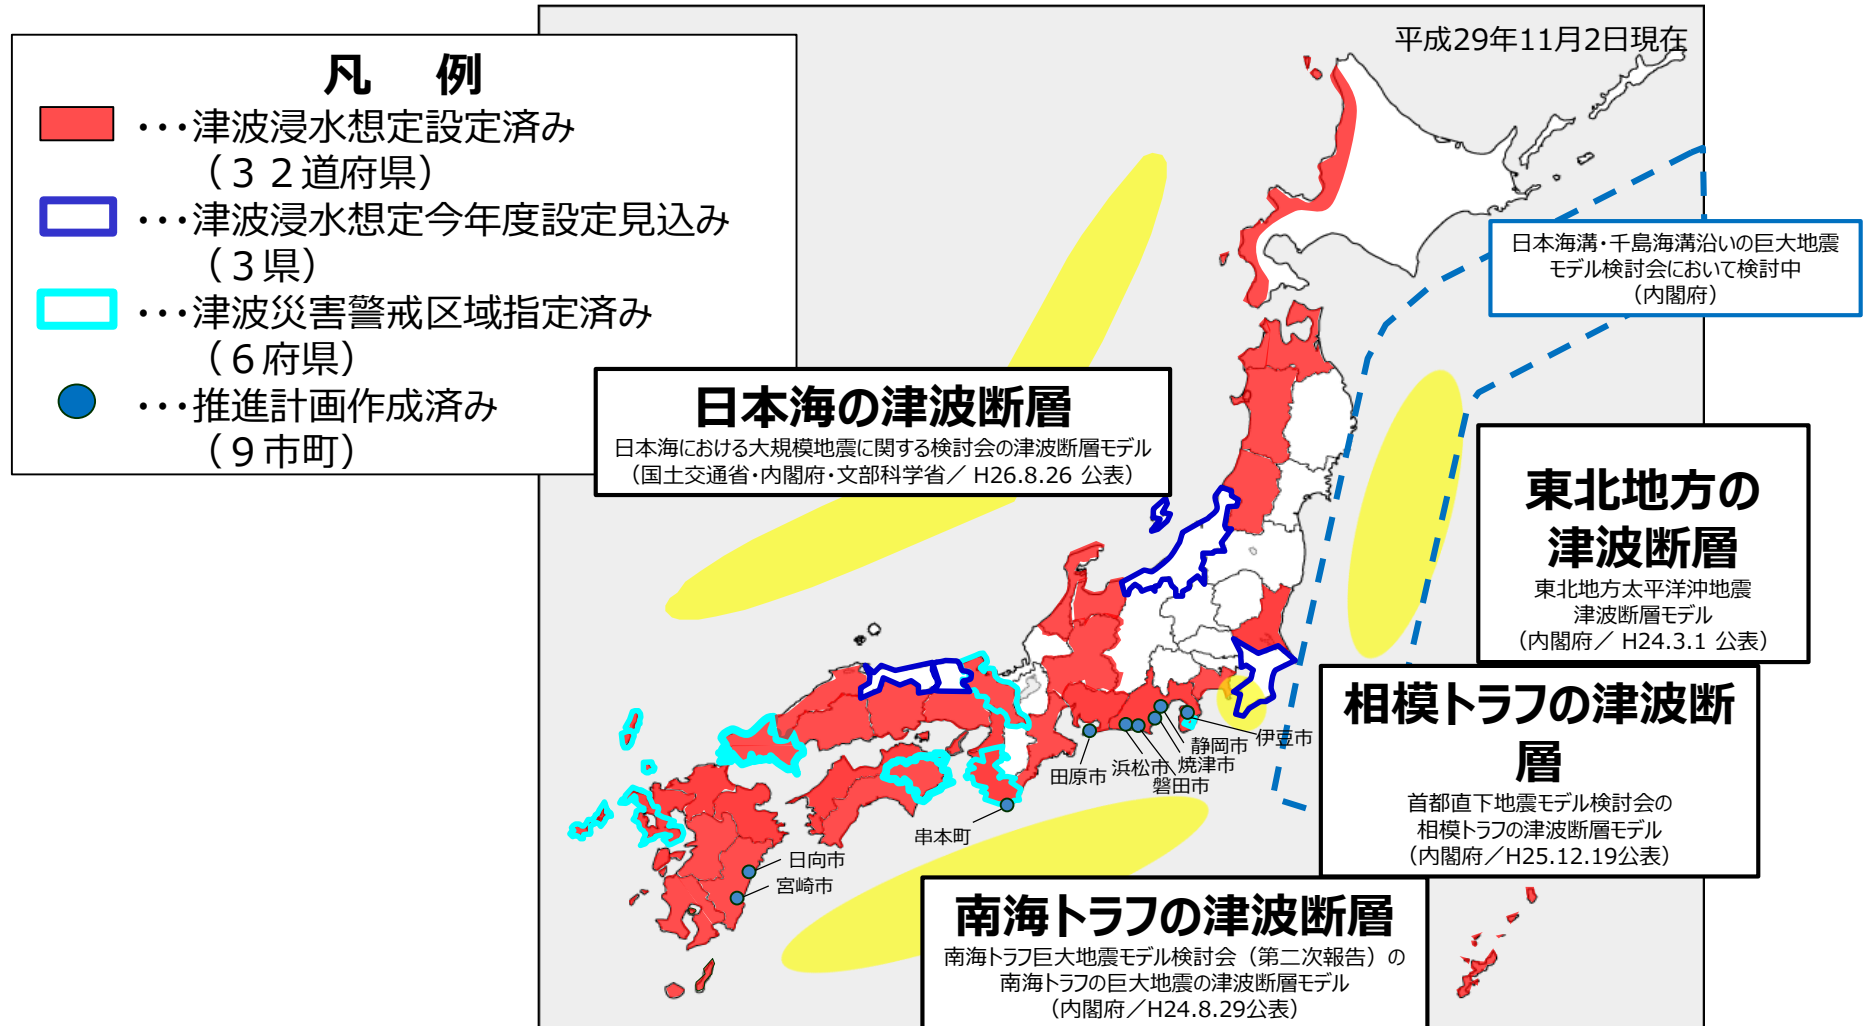 平成29年11月2日現在
凡　例
･･･津波浸水想定設定済み
（３２道府県）
･･･津波浸水想定今年度設定見込み
（３県）
･･･津波災害警戒区域指定済み
（６府県）
･･･推進計画作成済み
（９市町）
日本海溝・千島海溝沿いの巨大地震
モデル検討会において検討中
（内閣府）
日本海の津波断層
日本海における大規模地震に関する検討会の津波断層モデル
（国土交通省・内閣府・文部科学省／ H26.8.26 公表）
東北地方の
津波断層
東北地方太平洋沖地震
津波断層モデル
（内閣府／ H24.3.1 公表）
相模トラフの津波断
層
首都直下地震モデル検討会の
相模トラフの津波断層モデル
（内閣府／H25.12.19公表）
伊豆市
静岡市
焼津市
浜松市
磐田市
田原市
串本町
日向市
宮崎市
南海トラフの津波断層
南海トラフ巨大地震モデル検討会（第二次報告）の
南海トラフの巨大地震の津波断層モデル
（内閣府／H24.8.29公表）